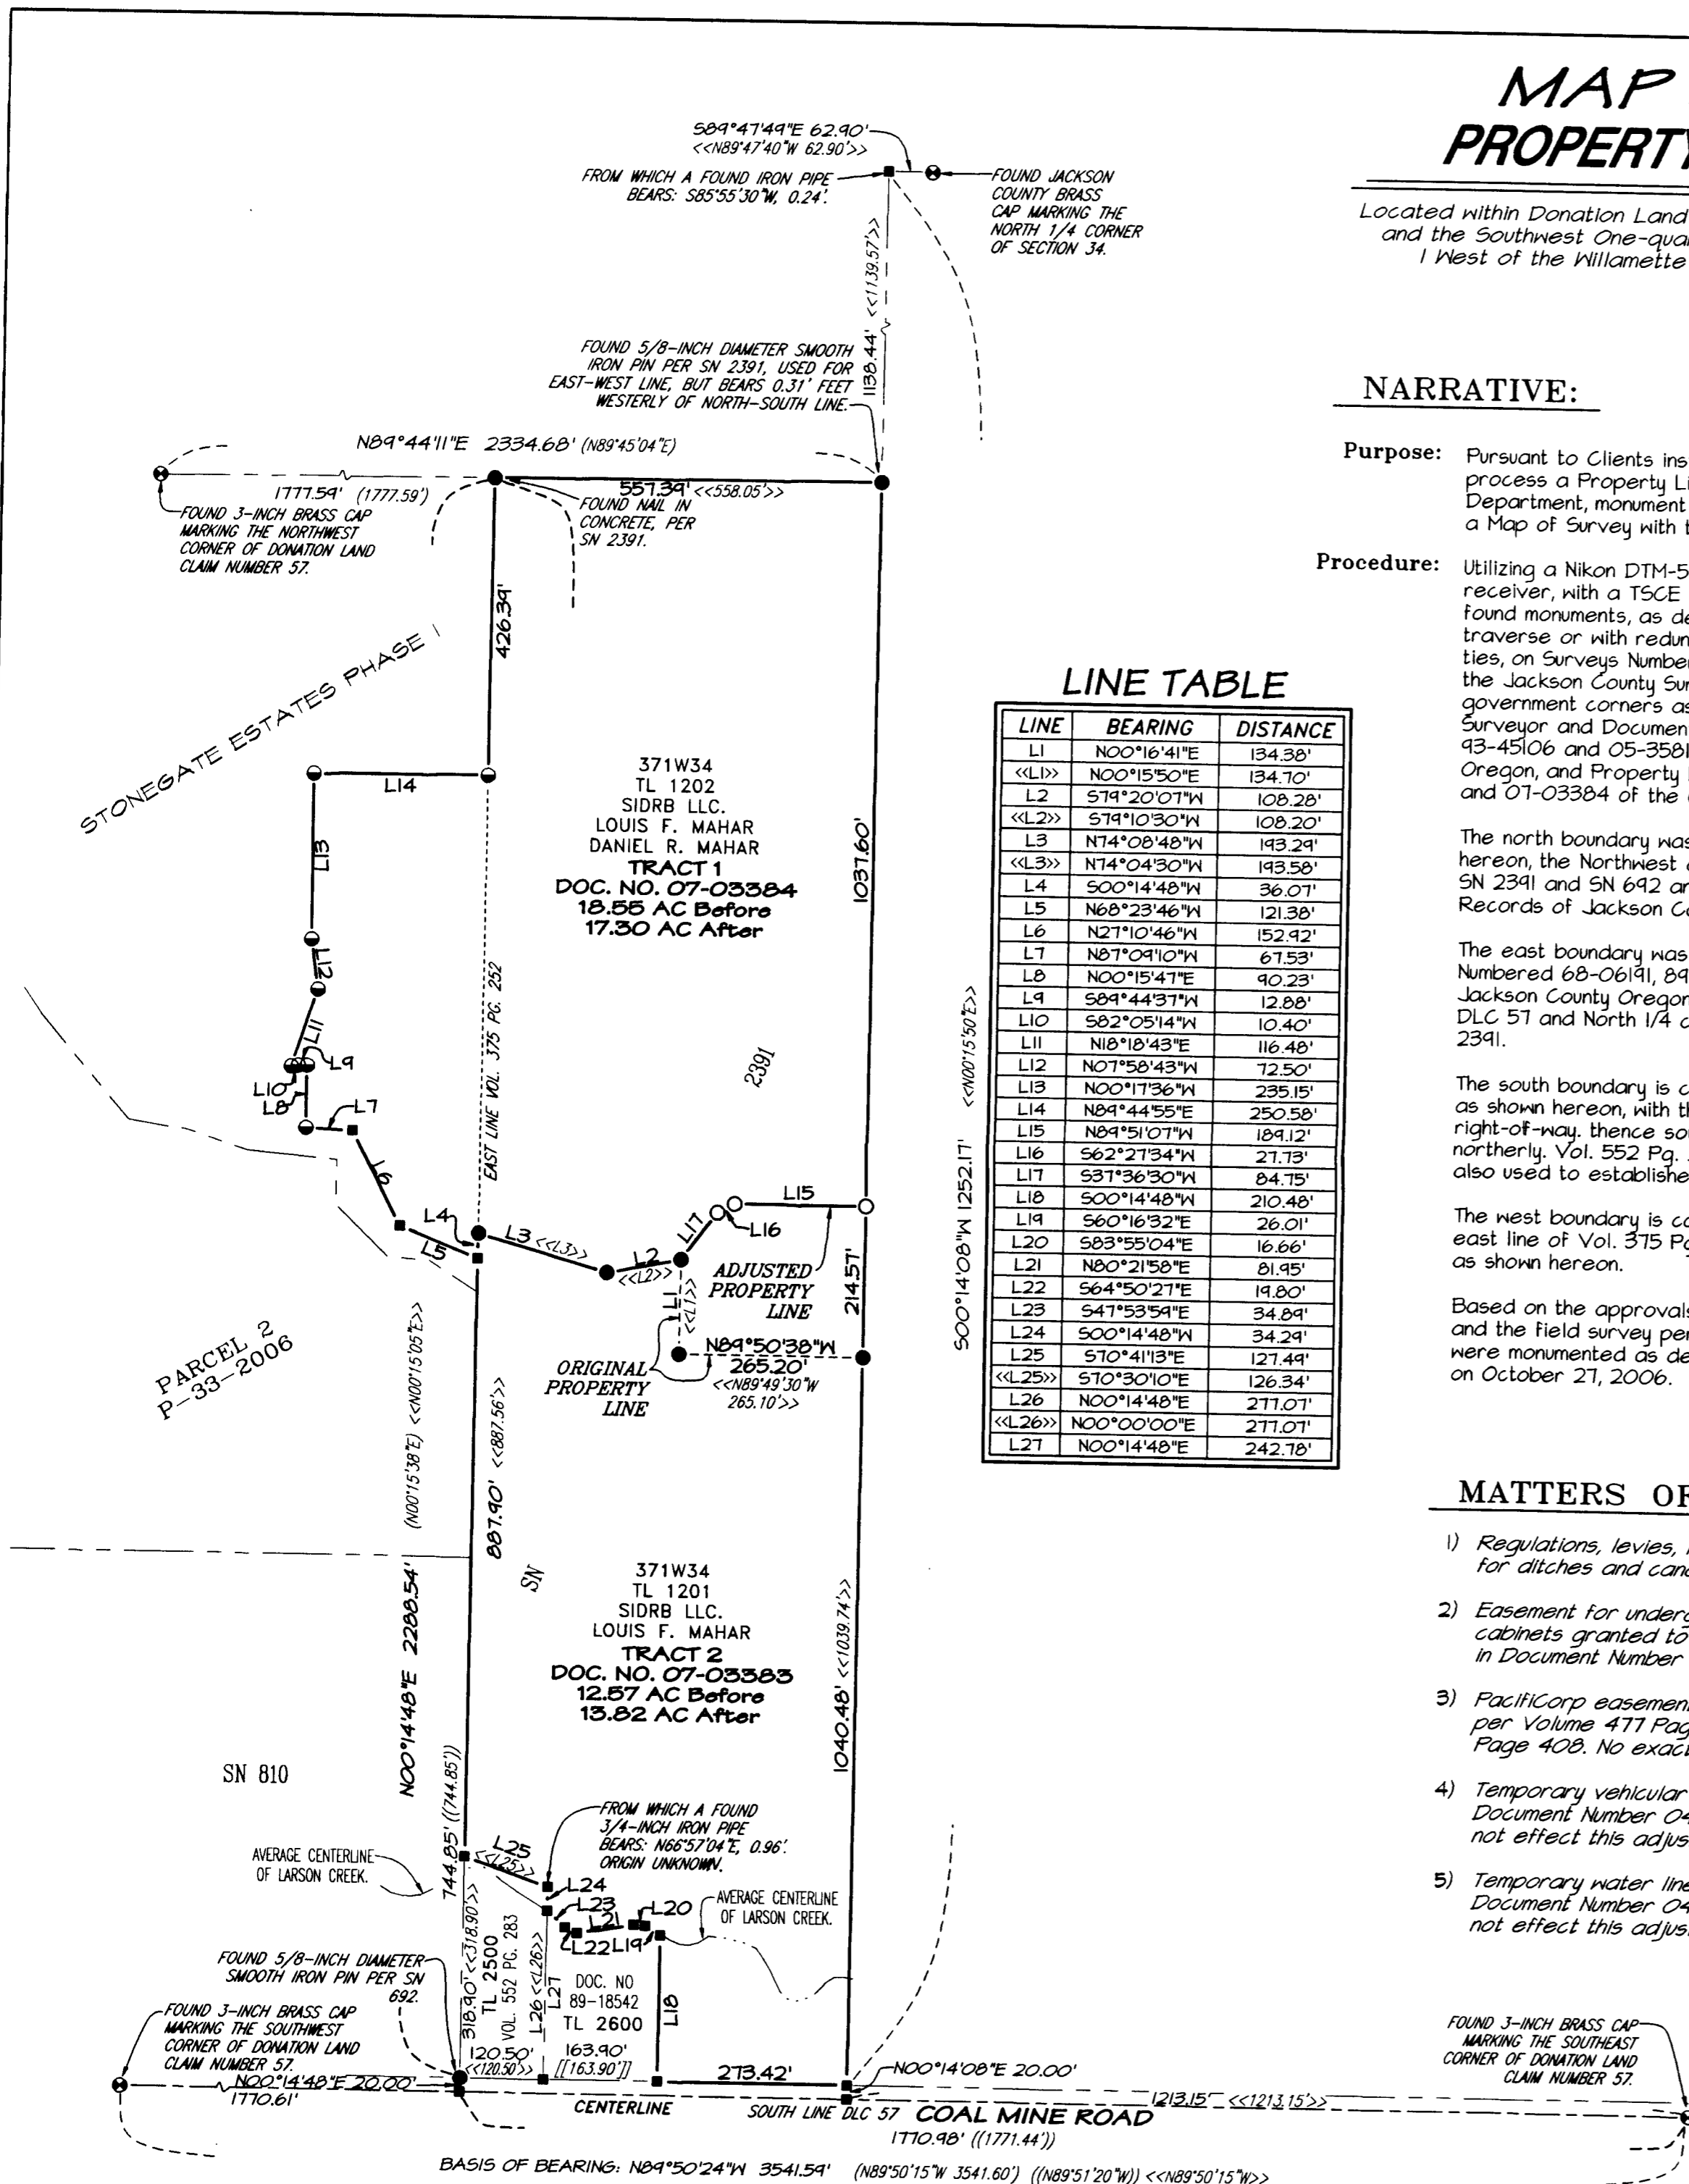 MAP
PROPERTY
Located within Donation Land
and the Southwest One-qua
1 West of the Willamette
S89°47'49"E 62.90'
<<N89°47'40"W 62.90'>>
FROM WHICH A FOUND IRON PIPE
BEARS: S85°55'30"W, 0.24'.
FOUND JACKSON
COUNTY BRASS
CAP MARKING THE
NORTH 1/4 CORNER
OF SECTION 34.
1138.44' <<1139.57'>>
FOUND 5/8-INCH DIAMETER SMOOTH
IRON PIN PER SN 2391, USED FOR
EAST-WEST LINE, BUT BEARS 0.31' FEET
WESTERLY OF NORTH-SOUTH LINE.
N89°44'11"E 2334.68' (N89°45'04"E)
1777.59' (1777.59')
557.39' <<558.05'>>
FOUND 3-INCH BRASS CAP
MARKING THE NORTHWEST
CORNER OF DONATION LAND
CLAIM NUMBER 57.
FOUND NAIL IN
CONCRETE, PER
SN 2391.
426.39'
STONEGATE ESTATES PHASE I
L14
L13
L12
L11
L9
L10
L8
L7
L6
L5
L4
L3 <<L3>>
L2
<<L2>>
L17
L16
L15
L1
<<L1>>
EAST LINE VOL. 375 PG. 252
371W34
TL 1202
SIDRB LLC.
LOUIS F. MAHAR
DANIEL R. MAHAR
TRACT 1
DOC. NO. 07-03384
18.55 AC Before
17.30 AC After
1037.60'
2391
ADJUSTED
PROPERTY
LINE
214.57'
N89°50'38"W
265.20'
<<N89°49'30"W
265.10'>>
ORIGINAL
PROPERTY
LINE
S00°14'08"W 1252.17' <<N00°15'50"E>>
PARCEL 2
P-33-2006
N00°14'48"E 2288.54' (N00°15'38"E) <<N00°15'05"E>>
887.90' <<887.56'>>
SN
371W34
TL 1201
SIDRB LLC.
LOUIS F. MAHAR
TRACT 2
DOC. NO. 07-03383
12.57 AC Before
13.82 AC After
1040.48' <<1039.74'>>
SN 810
744.85' ((744.85'))
FROM WHICH A FOUND
3/4-INCH IRON PIPE
BEARS: N66°57'04"E, 0.96'.
ORIGIN UNKNOWN.
AVERAGE CENTERLINE
OF LARSON CREEK.
L25
<<L25>>
L24
L23
L21
L20
L22
L19
AVERAGE CENTERLINE
OF LARSON CREEK.
318.90' <<318.90'>>
TL 2500
VOL. 552 PG. 283
L26 <<L26>>
L27
DOC. NO
89-18542
TL 2600
L18
FOUND 5/8-INCH DIAMETER
SMOOTH IRON PIN PER SN
692.
FOUND 3-INCH BRASS CAP
MARKING THE SOUTHWEST
CORNER OF DONATION LAND
CLAIM NUMBER 57.
N00°14'48"E 20.00'
1770.61'
120.50'
<<120.50'>>
163.90'
[[163.90']]
273.42'
N00°14'08"E 20.00'
CENTERLINE
SOUTH LINE DLC 57 COAL MINE ROAD
1213.15' <<1213.15'>>
1770.98' ((1771.44'))
FOUND 3-INCH BRASS CAP
MARKING THE SOUTHEAST
CORNER OF DONATION LAND
CLAIM NUMBER 57.
BASIS OF BEARING: N89°50'24"W 3541.59' (N89°50'15"W 3541.60') ((N89°51'20"W)) <<N89°50'15"W>>
LINE TABLE
LINE BEARING DISTANCE
L1 N00°16'41"E 134.38'
<<L1>> N00°15'50"E 134.70'
L2 S79°20'07"W 108.28'
<<L2>> S79°10'30"W 108.20'
L3 N74°08'48"W 193.29'
<<L3>> N74°04'30"W 193.58'
L4 S00°14'48"W 36.07'
L5 N68°23'46"W 121.38'
L6 N27°10'46"W 152.92'
L7 N87°09'10"W 67.53'
L8 N00°15'47"E 90.23'
L9 S89°44'37"W 12.88'
L10 S82°05'14"W 10.40'
L11 N18°18'43"E 116.48'
L12 N07°58'43"W 72.50'
L13 N00°17'36"W 235.15'
L14 N89°44'55"E 250.58'
L15 N89°51'07"W 189.12'
L16 S62°27'34"W 27.73'
L17 S37°36'30"W 84.75'
L18 S00°14'48"W 210.48'
L19 S60°16'32"E 26.01'
L20 S83°55'04"E 16.66'
L21 N80°21'58"E 81.95'
L22 S64°50'27"E 19.80'
L23 S47°53'59"E 34.89'
L24 S00°14'48"W 34.29'
L25 S70°41'13"E 127.49'
<<L25>> S70°30'10"E 126.34'
L26 N00°14'48"E 277.07'
<<L26>> N00°00'00"E 277.07'
L27 N00°14'48"E 242.78'
NARRATIVE:
Purpose: Pursuant to Clients ins
process a Property Li
Department, monument
a Map of Survey with t
Procedure: Utilizing a Nikon DTM-5
receiver, with a TSCE
found monuments, as de
traverse or with redun
ties, on Surveys Number
the Jackson County Sur
government corners as
Surveyor and Documen
93-45106 and 05-3581
Oregon, and Property
and 07-03384 of the
The north boundary was
hereon, the Northwest
SN 2391 and SN 692 an
Records of Jackson Co
The east boundary was
Numbered 68-06191, 89
Jackson County Oregon
DLC 57 and North 1/4 c
2391.
The south boundary is c
as shown hereon, with th
right-of-way. thence sou
northerly. Vol. 552 Pg.
also used to establishe
The west boundary is co
east line of Vol. 375 Pg
as shown hereon.
Based on the approvals
and the field survey per
were monumented as de
on October 27, 2006.
MATTERS OF
1) Regulations, levies,
for ditches and cana
2) Easement for underg
cabinets granted to
in Document Number
3) PacifiCorp easement
per Volume 477 Pag
Page 408. No exact
4) Temporary vehicular
Document Number 04
not effect this adjus
5) Temporary water line
Document Number 04
not effect this adjus